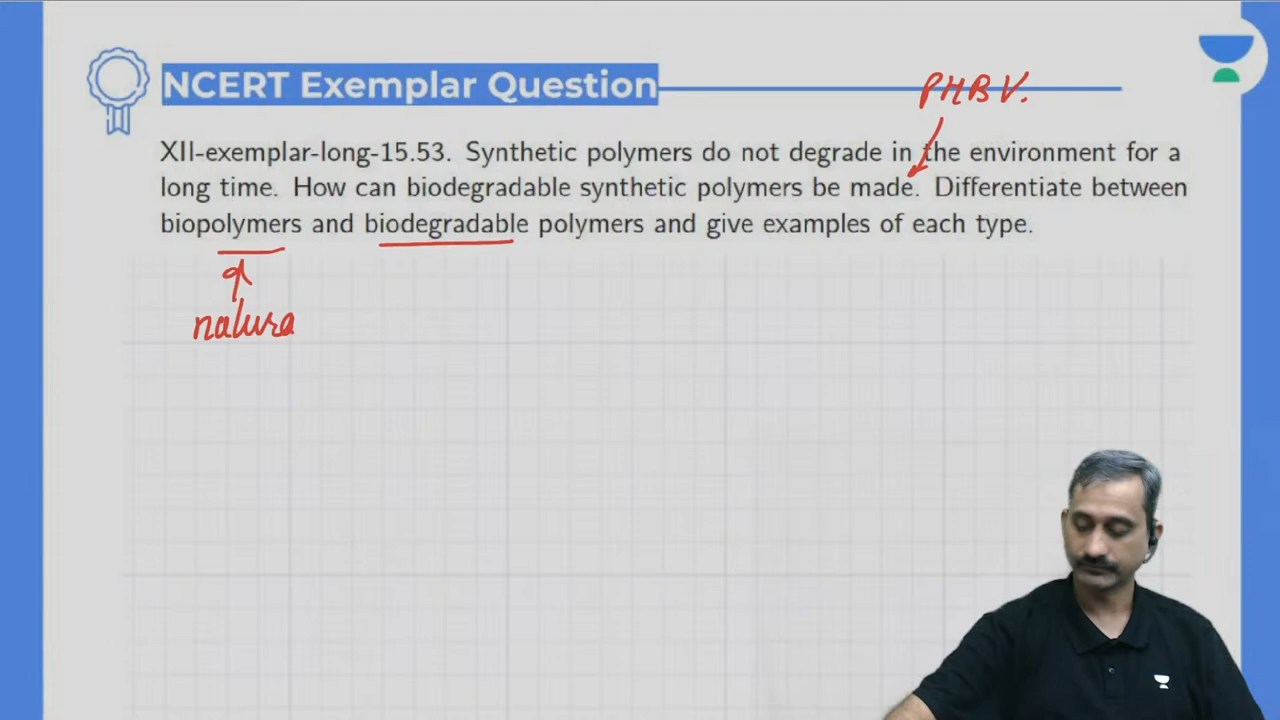 NCERT Exemplar Question
PHBV.
XII-exemplar-long-15.53. Synthetic polymers do not degrade in the environment for a
long time. How can biodegradable synthetic polymers be made. Differentiate between
biopolymers and biodegradable polymers and give examples of each type.
natura